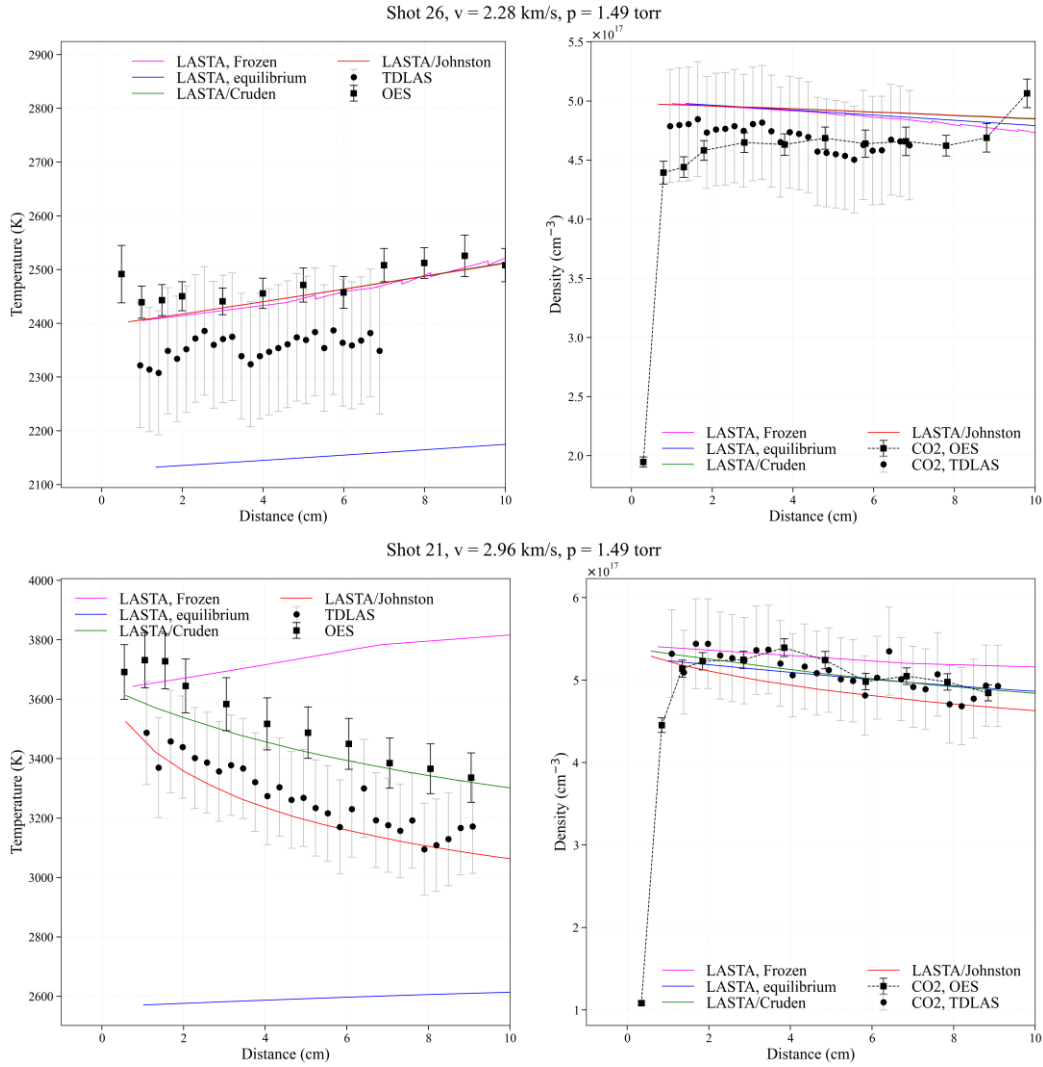 Shot 26, v = 2.28 km/s, p = 1.49 torr
2900
2800
2700
2600
2500
2400
2300
2200
2100
Temperature (K)
0 2 4 6 8 10
Distance (cm)
LASTA, Frozen
LASTA, equilibrium
LASTA/Cruden
LASTA/Johnston
TDLAS
OES
×10¹⁷
5.5
5.0
4.5
4.0
3.5
3.0
2.5
2.0
Density (cm⁻³)
0 2 4 6 8 10
Distance (cm)
LASTA, Frozen
LASTA, equilibrium
LASTA/Cruden
LASTA/Johnston
CO2, OES
CO2, TDLAS
Shot 21, v = 2.96 km/s, p = 1.49 torr
4000
3800
3600
3400
3200
3000
2800
2600
Temperature (K)
0 2 4 6 8 10
Distance (cm)
LASTA, Frozen
LASTA, equilibrium
LASTA/Cruden
LASTA/Johnston
TDLAS
OES
×10¹⁷
6
5
4
3
2
1
Density (cm⁻³)
0 2 4 6 8 10
Distance (cm)
LASTA, Frozen
LASTA, equilibrium
LASTA/Cruden
LASTA/Johnston
CO2, OES
CO2, TDLAS